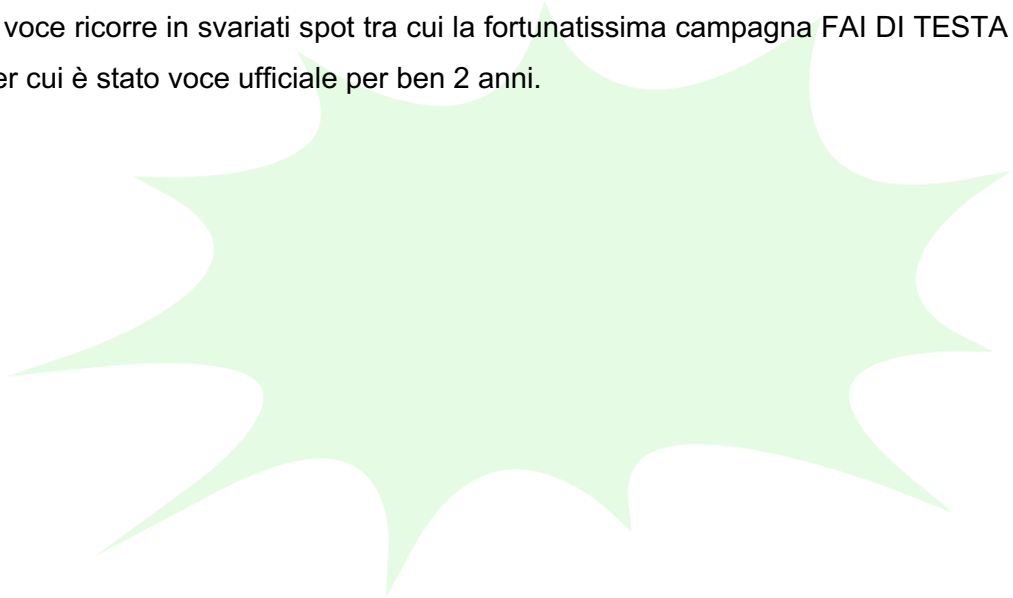 voce ricorre in svariati spot tra cui la fortunatissima campagna FAI DI TESTA
cui è stato voce ufficiale per ben 2 anni.